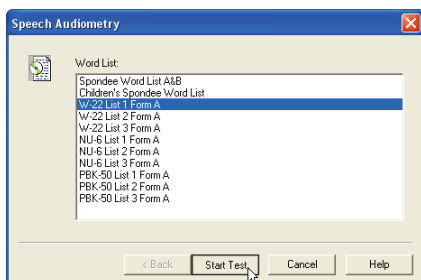 Speech Audiometry
Word List:
Spondee Word List A&B
Children's Spondee Word List
W-22 List 1 Form A
W-22 List 2 Form A
W-22 List 3 Form A
NU-6 List 1 Form A
NU-6 List 2 Form A
NU-6 List 3 Form A
PBK-50 List 1 Form A
PBK-50 List 2 Form A
PBK-50 List 3 Form A
< Back Start Test Cancel Help